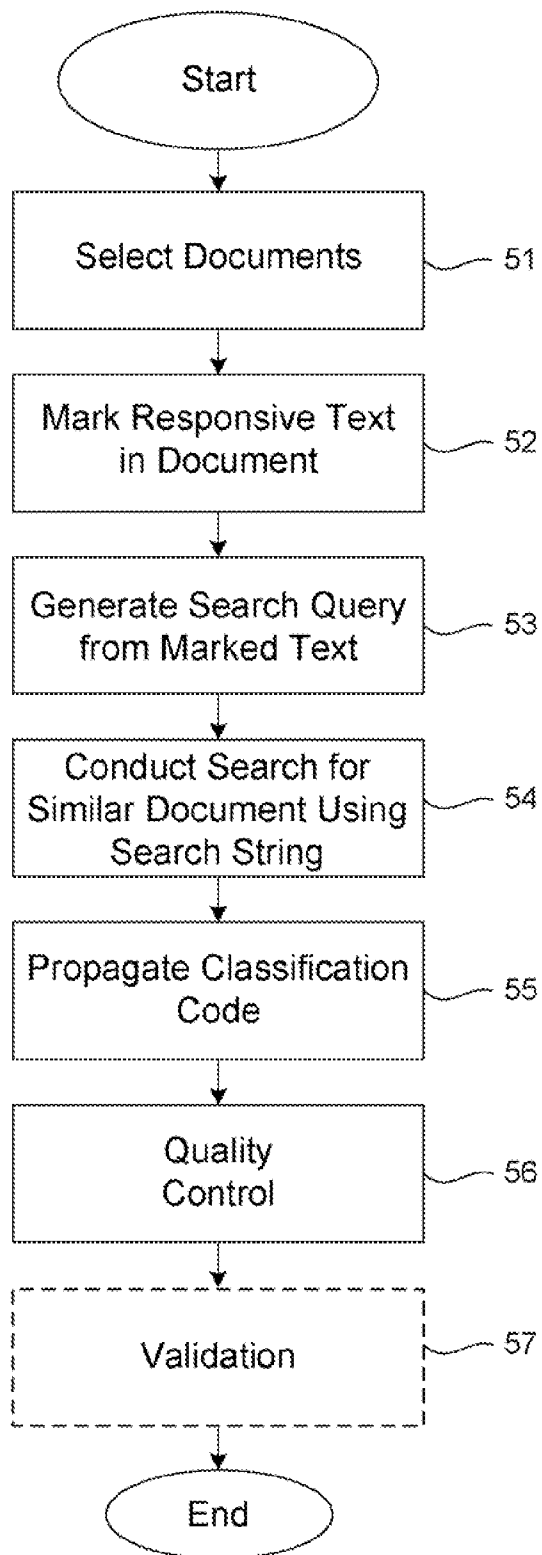 Start
Select Documents
51
Mark Responsive Text
in Document
52
Generate Search Query
from Marked Text
53
Conduct Search for
Similar Document Using
Search String
54
Propagate Classification
Code
55
Quality
Control
56
Validation
57
End